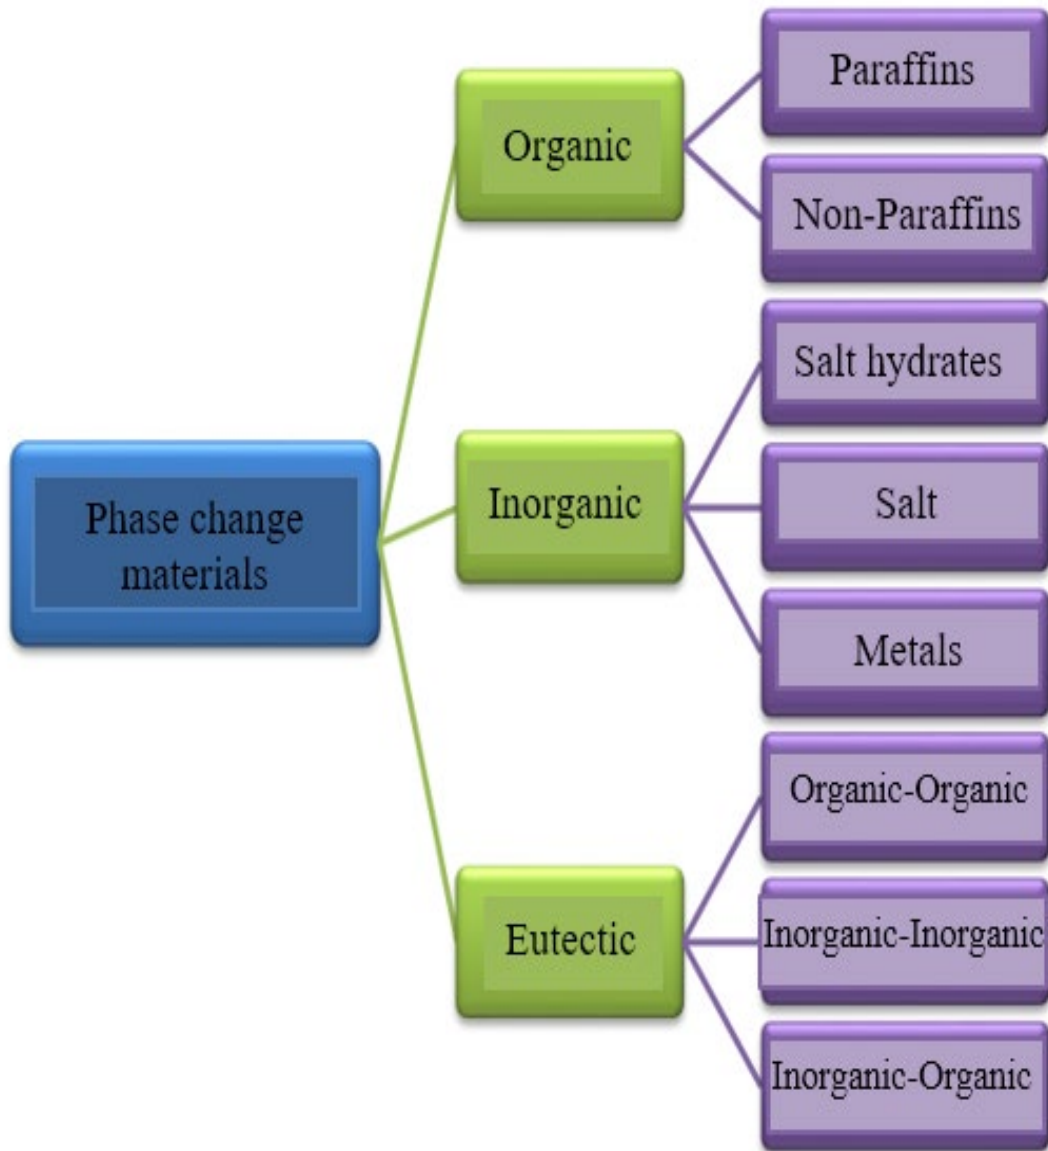 Phase change
materials
Organic
Paraffins
Non-Paraffins
Inorganic
Salt hydrates
Salt
Metals
Eutectic
Organic-Organic
Inorganic-Inorganic
Inorganic-Organic